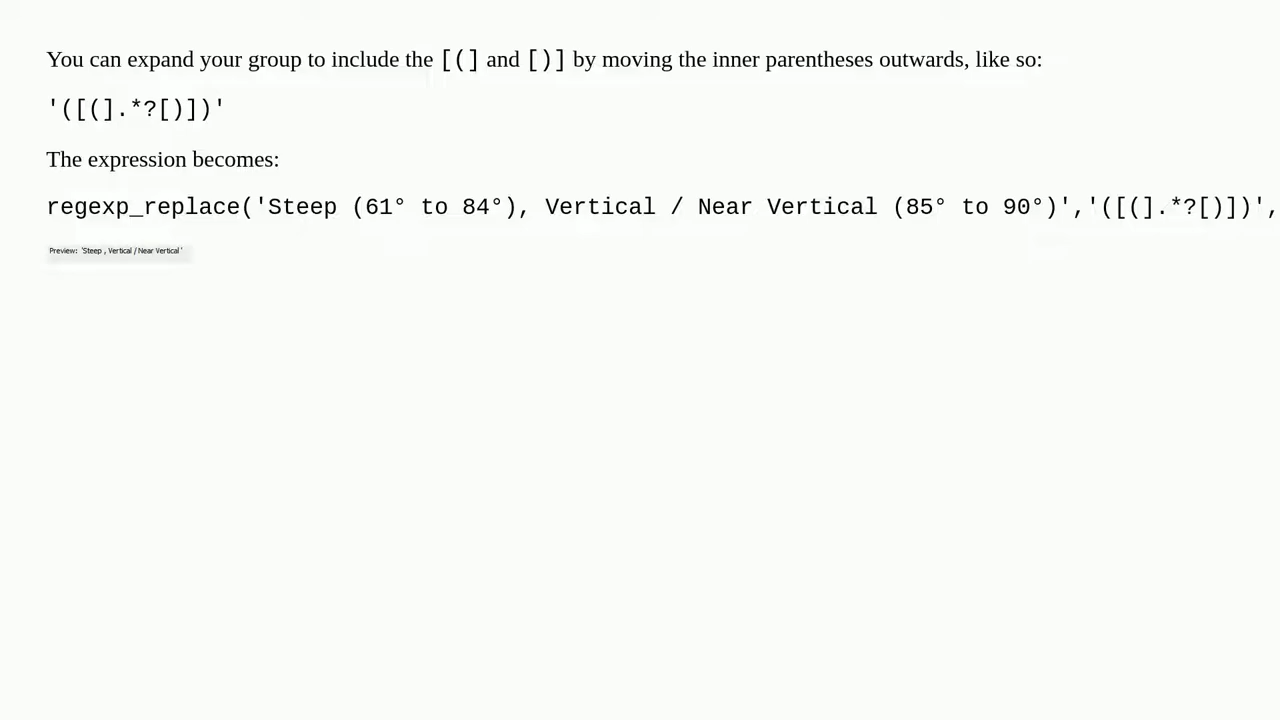 You can expand your group to include the [(] and [)] by moving the inner parentheses outwards, like so:
'([(].*?[)])'
The expression becomes:
regexp_replace('Steep (61° to 84°), Vertical / Near Vertical (85° to 90°)','([(].*?[)])',
Preview: 'Steep , Vertical / Near Vertical '